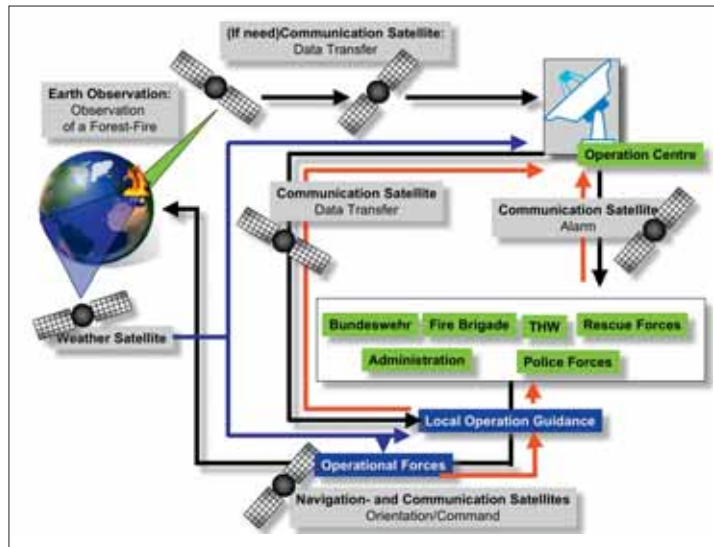 (If need)Communication Satellite:
Data Transfer
Earth Observation:
Observation
of a Forest-Fire
Operation Centre
Communication Satellite
Data Transfer
Communication Satellite
Alarm
Weather Satellite
Bundeswehr
Fire Brigade
THW
Rescue Forces
Administration
Police Forces
Local Operation Guidance
Operational Forces
Navigation- and Communication Satellites
Orientation/Command